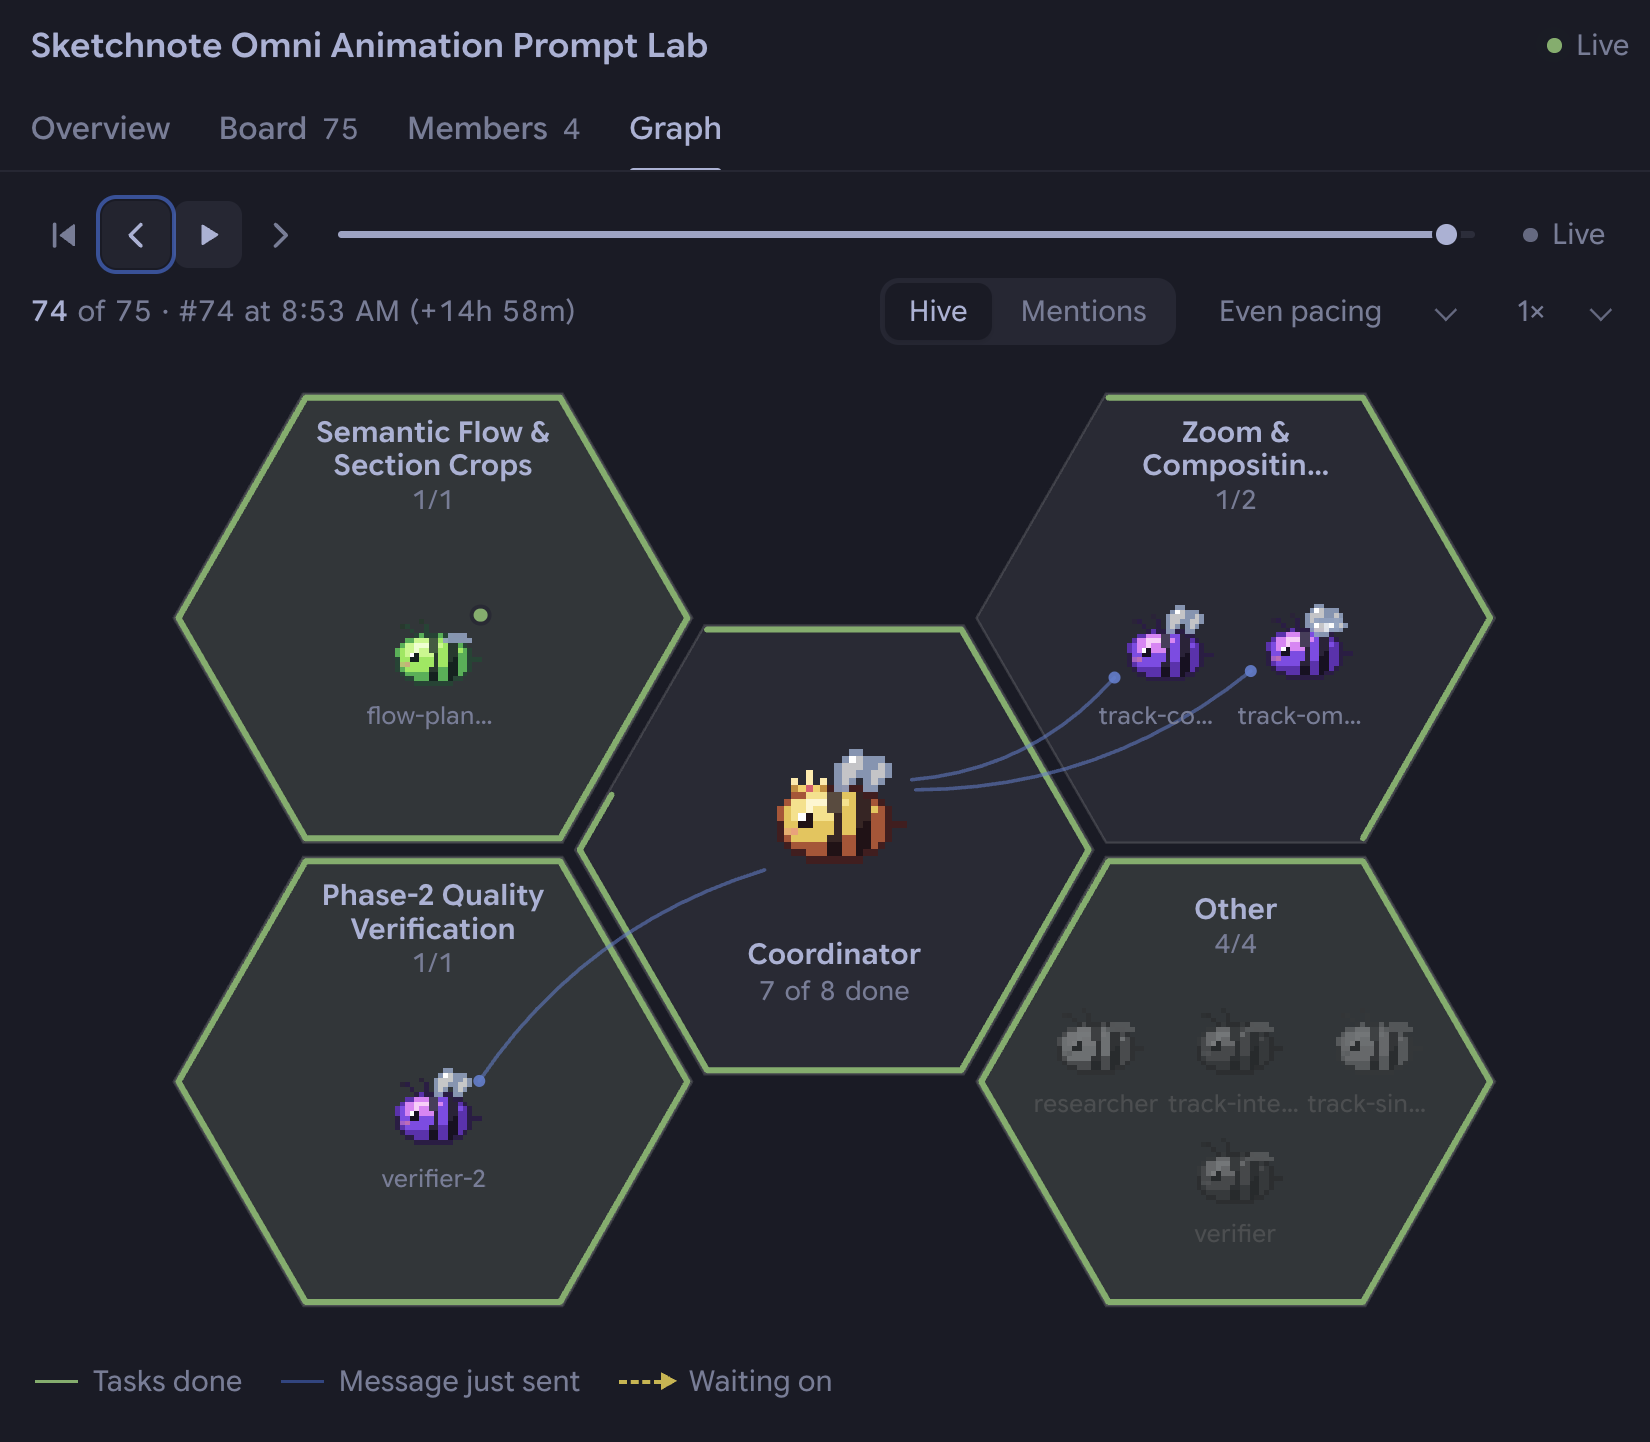 Sketchnote Omni Animation Prompt Lab
Live
Overview
Board 75
Members 4
Graph
Live
74 of 75 · #74 at 8:53 AM (+14h 58m)
Hive
Mentions
Even pacing
1×
Semantic Flow &
Section Crops
1/1
flow-plan...
Zoom &
Compositin...
1/2
track-co...
track-om...
Coordinator
7 of 8 done
Phase-2 Quality
Verification
1/1
verifier-2
Other
4/4
researcher
track-inte...
track-sin...
verifier
Tasks done
Message just sent
Waiting on